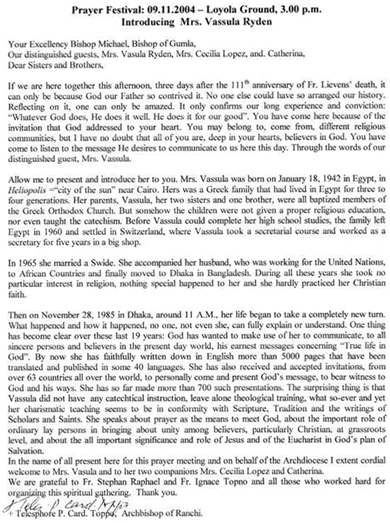 Prayer Festival: 09.11.2004 – Loyola Ground, 3.00 p.m.
Introducing Mrs. Vassula Ryden
Your Excellency Bishop Michael, Bishop of Gumla,
Our distinguished guests, Mrs. Vasula Ryden, Mrs. Cecilia Lopez, and. Catherina,
Dear Sisters and Brothers,
If we are here together this afternoon, three days after the 111th anniversary of Fr. Lievens' death, it
can only be because God our Father so contrived it. No one else could have so arranged our history.
Reflecting on it, one can only be amazed. It only confirms our long experience and conviction:
"Whatever God does, He does it well. He does it for our good". You have come here because of the
invitation that God addressed to your heart. You may belong to, come from, different religious
communities, but I have no doubt that all of you are, deep in your hearts, believers in God. You have
come to listen to the message He desires to communicate to us here this day. Through the words of our
distinguished guest, Mrs. Vassula.
Allow me to present and introduce her to you. Mrs. Vassula was born on January 18, 1942 in Egypt, in
Heliopolis ="city of the sun" near Cairo. Hers was a Greek family that had lived in Egypt for three to
four generations. Her parents, Vassula, her two sisters and one brother, were all baptized members of
the Greek Orthodox Church. But somehow the children were not given a proper religious education,
nor even taught the catechism. Before Vassula could complete her high school studies, the family left
Egypt in 1960 and settled in Switzerland, where Vassula took a secretarial course and worked as a
secretary for five years in a big shop.
In 1965 she married a Swide. She accompanied her husband, who was working for the United Nations,
to African Countries and finally moved to Dhaka in Bangladesh. During all these years she took no
particular interest in religion, nothing special happened to her and she hardly practiced her Christian
faith.
Then on November 28, 1985 in Dhaka, around 11 A.M., her life began to take a completely new turn.
What happened and how it happened, no one, not even she, can fully explain or understand. One thing
has become clear over these last 19 years: God has wanted to make use of her to communicate, to all
sincere persons and believers in the present day world, his earnest messages concerning "True life in
God". By now she has faithfully written down in English more than 5000 pages that have been
translated and published in some 40 languages. She has also received and accepted invitations, from
over 63 countries all over the world, to personally come and present God's message, to bear witness to
God and his ways. She has so far made more than 700 such presentations. The surprising thing is that
Vassula did not have any catechtical instruction, leave alone theological training, what so-ever and yet
her charismatic teaching seems to be in conformity with Scripture, Tradition and the writings of
Scholars and Saints. She speaks about prayer as the means to meet God, about the important role of
ordinary lay persons in bringing about unity among believers, particularly Christian, at grassroots
level, and about the all important significance and role of Jesus and of the Eucharist in God's plan of
Salvation.
In the name of all present here for this prayer meeting and on behalf of the Archdiocese I extent cordial
welcome to Mrs. Vasula and to her two companions Mrs. Cecilia Lopez and Catherina.
We are grateful to Fr. Stephan Raphael and Fr. Ignace Topno and all those who worked hard for
organizing this spiritual gathering. Thank you.
+ Teles P. Card. Toppo
+ Telesphore P. Card. Toppo, Archbishop of Ranchi.